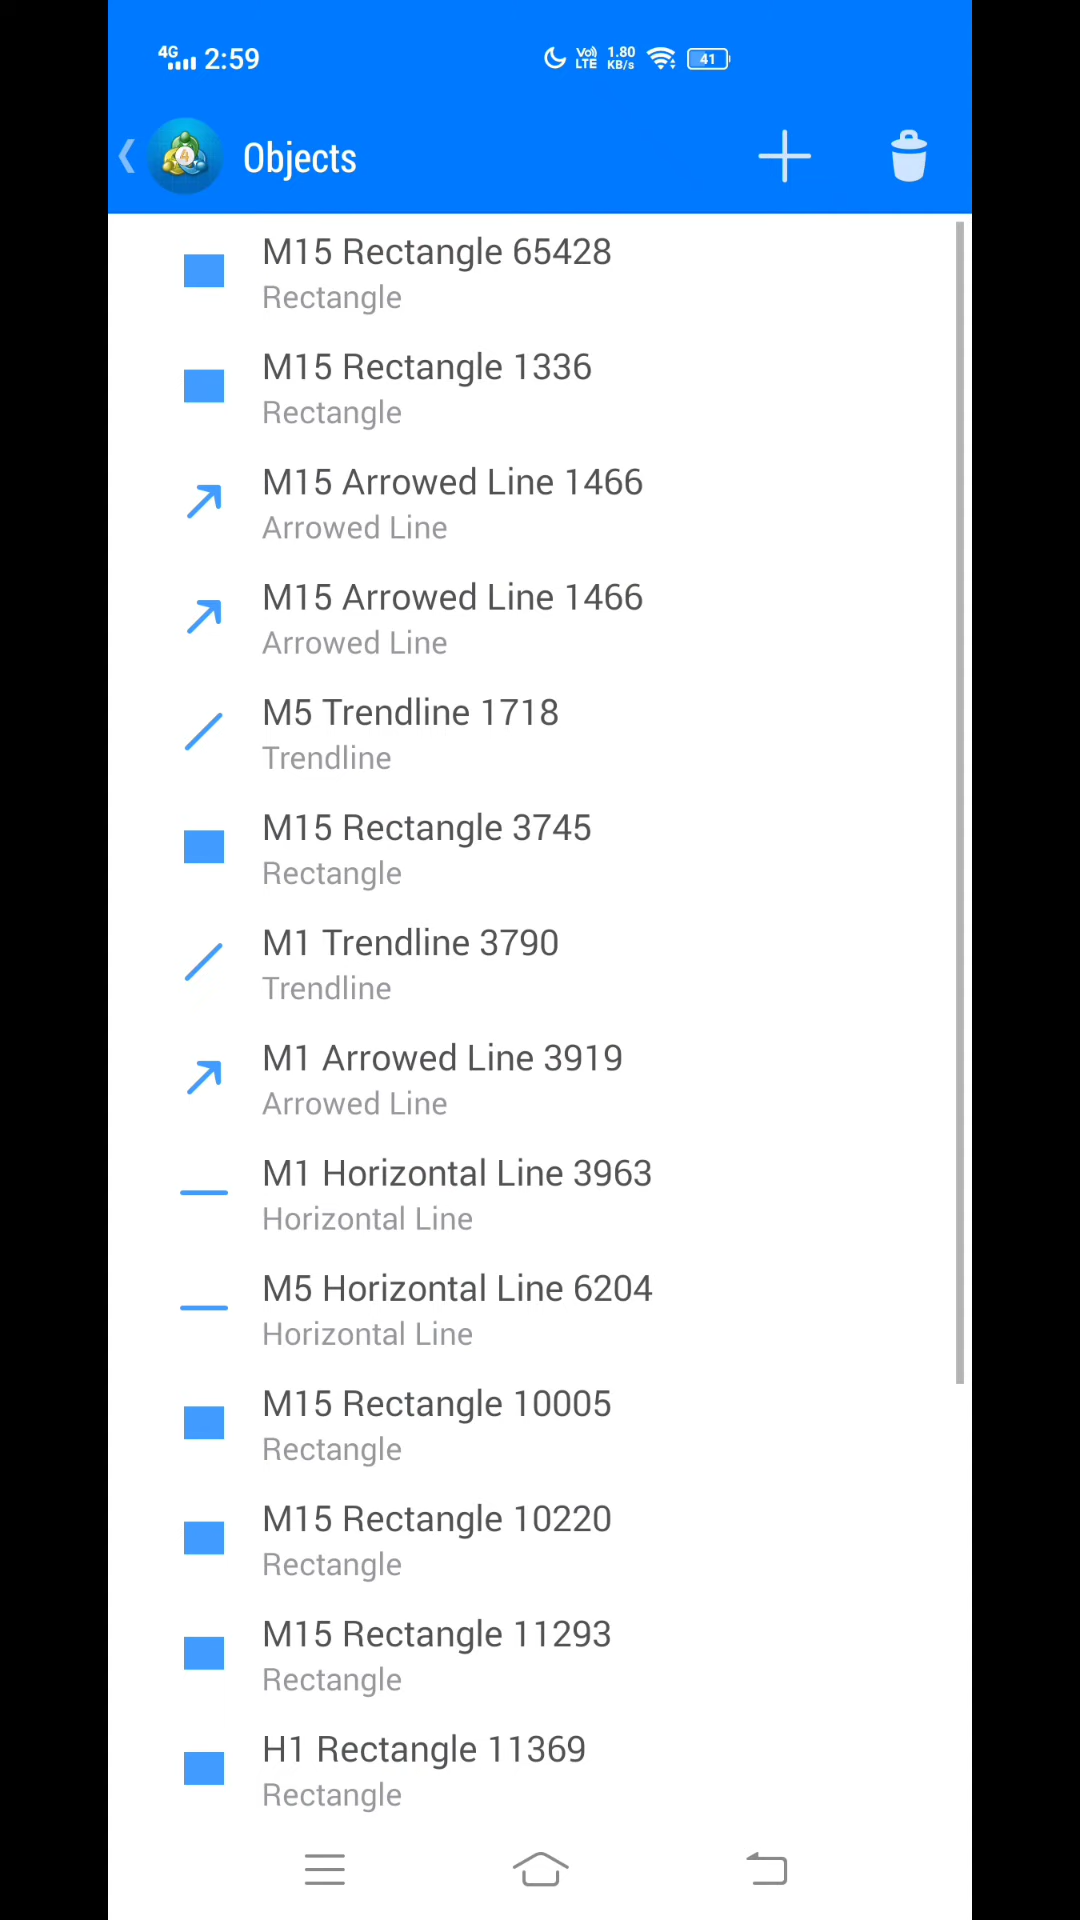 4G 2:59 Vo) LTE 1.80 KB/s 41
4 Objects
M15 Rectangle 65428
Rectangle
M15 Rectangle 1336
Rectangle
M15 Arrowed Line 1466
Arrowed Line
M15 Arrowed Line 1466
Arrowed Line
M5 Trendline 1718
Trendline
M15 Rectangle 3745
Rectangle
M1 Trendline 3790
Trendline
M1 Arrowed Line 3919
Arrowed Line
M1 Horizontal Line 3963
Horizontal Line
M5 Horizontal Line 6204
Horizontal Line
M15 Rectangle 10005
Rectangle
M15 Rectangle 10220
Rectangle
M15 Rectangle 11293
Rectangle
H1 Rectangle 11369
Rectangle